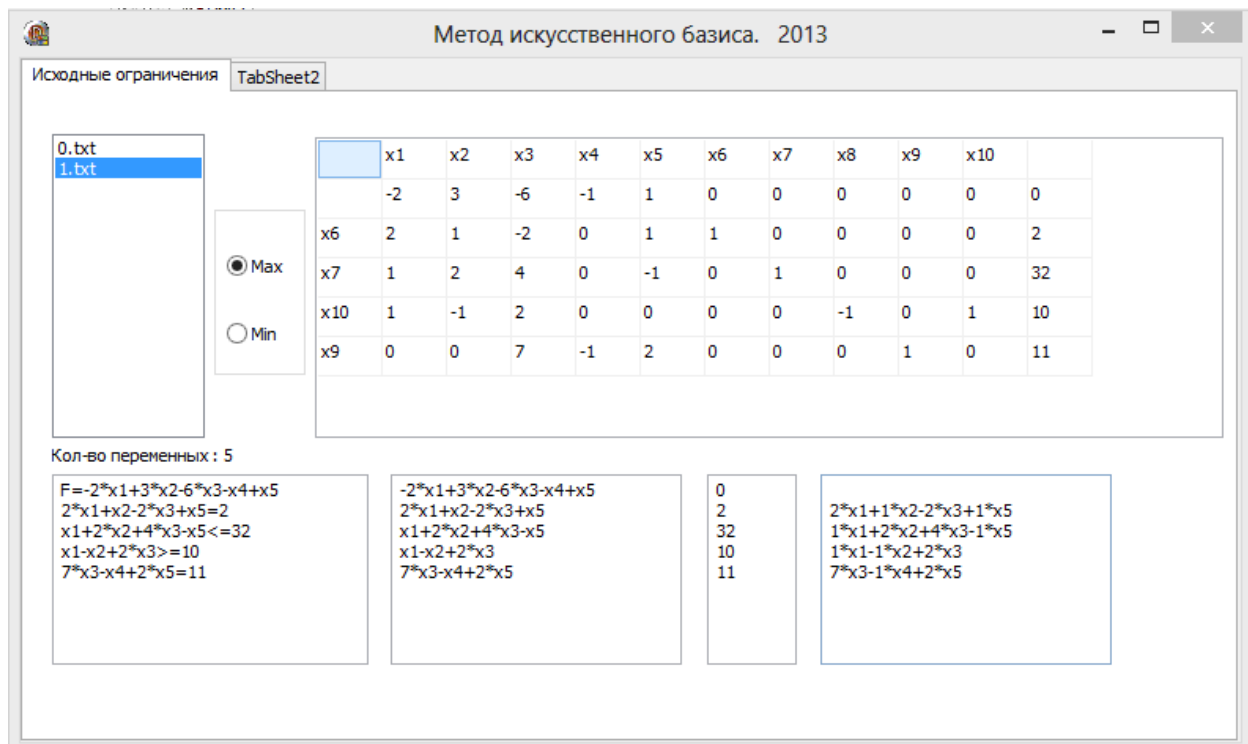 Метод искусственного базиса. 2013
Исходные ограничения TabSheet2
0.txt
1.txt
Max
Min
x1 x2 x3 x4 x5 x6 x7 x8 x9 x10
-2 3 -6 -1 1 0 0 0 0 0 0
x6 2 1 -2 0 1 1 0 0 0 0 2
x7 1 2 4 0 -1 0 1 0 0 0 32
x10 1 -1 2 0 0 0 0 -1 0 1 10
x9 0 0 7 -1 2 0 0 0 1 0 11
Кол-во переменных : 5
F=-2*x1+3*x2-6*x3-x4+x5
2*x1+x2-2*x3+x5=2
x1+2*x2+4*x3-x5<=32
x1-x2+2*x3>=10
7*x3-x4+2*x5=11
-2*x1+3*x2-6*x3-x4+x5
2*x1+x2-2*x3+x5
x1+2*x2+4*x3-x5
x1-x2+2*x3
7*x3-x4+2*x5
0
2
32
10
11
2*x1+1*x2-2*x3+1*x5
1*x1+2*x2+4*x3-1*x5
1*x1-1*x2+2*x3
7*x3-1*x4+2*x5